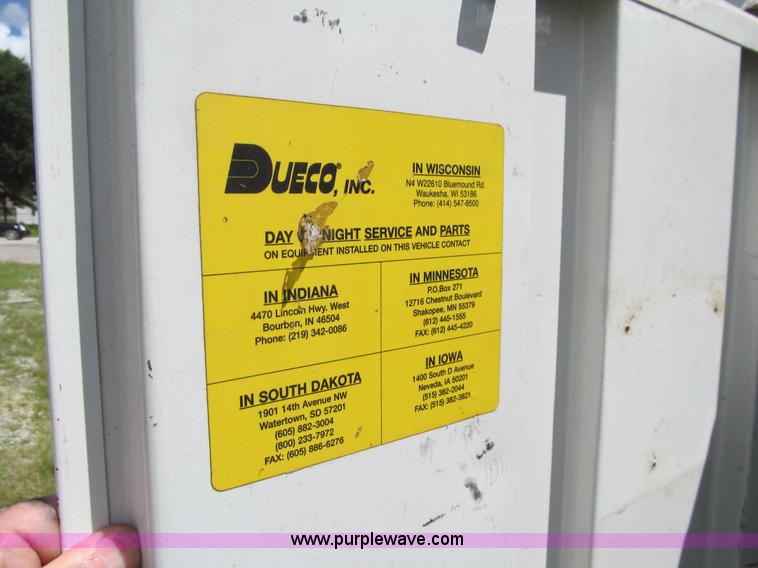 DUECO®, INC.
IN WISCONSIN
N4 W22610 Bluemound Rd.
Waukesha, WI 53186
Phone: (414) 547-8500
DAY NIGHT SERVICE AND PARTS
ON EQUIPMENT INSTALLED ON THIS VEHICLE CONTACT
IN INDIANA
4470 Lincoln Hwy. West
Bourbon, IN 46504
Phone: (219) 342-0086
IN MINNESOTA
P.O.Box 271
12716 Chestnut Boulevard
Shakopee, MN 55379
(612) 445-1555
FAX: (612) 445-4220
IN SOUTH DAKOTA
1901 14th Avenue NW
Watertown, SD 57201
(605) 882-3004
(800) 233-7972
FAX: (605) 886-6276
IN IOWA
1400 South D Avenue
Neveda, IA 50201
(515) 382-2044
FAX: (515) 382-3821
www.purplewave.com